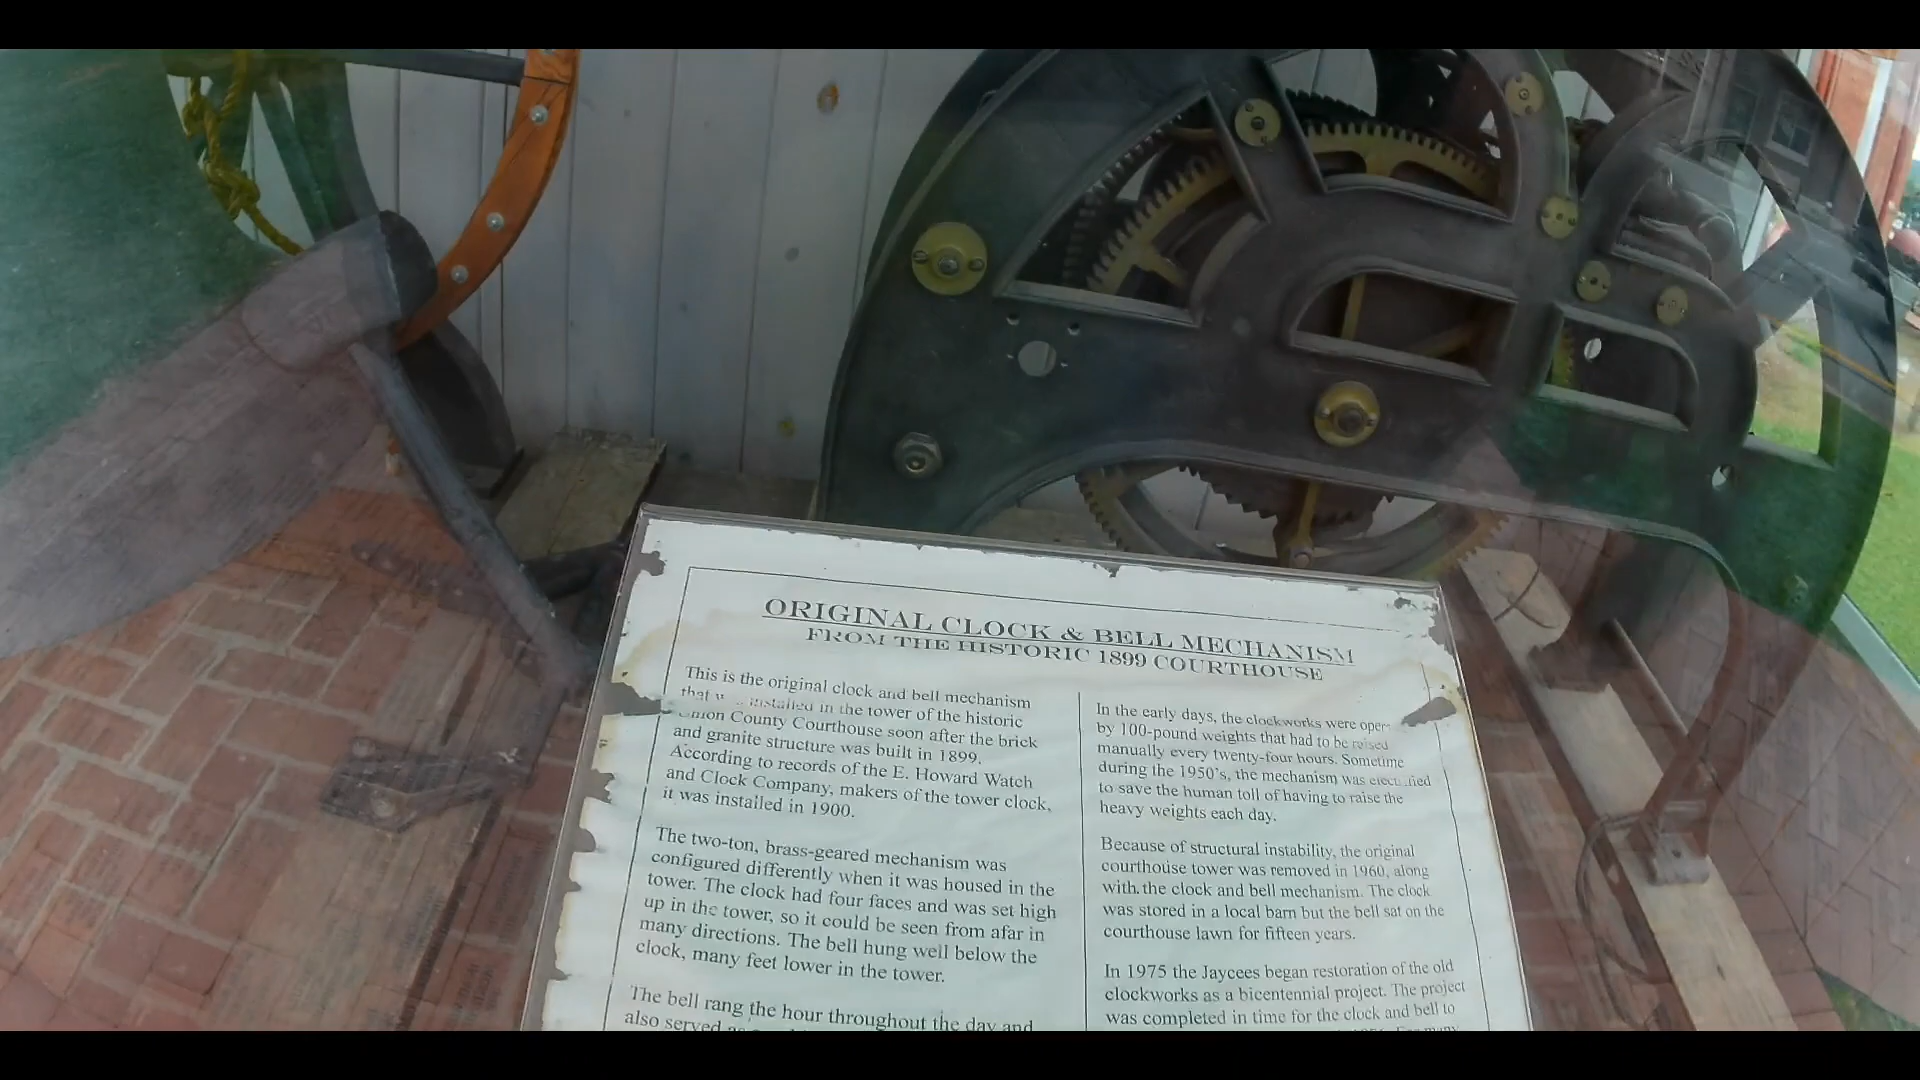 ORIGINAL CLOCK & BELL MECHANISM
FROM THE HISTORIC 1899 COURTHOUSE
This is the original clock and bell mechanism
that installed in the tower of the historic
Union County Courthouse soon after the brick
and granite structure was built in 1899.
According to records of the E. Howard Watch
and Clock Company, makers of the tower clock,
it was installed in 1900.
The two-ton, brass-geared mechanism was
configured differently when it was housed in the
tower. The clock had four faces and was set high
up in the tower, so it could be seen from afar in
many directions. The bell hung well below the
clock, many feet lower in the tower.
The bell rang the hour throughout the day and
also served as
In the early days, the clockworks were
by 100-pound weights that had to be raised
manually every twenty-four hours. Sometime
during the 1950's, the mechanism was
to save the human toll of having to raise the
heavy weights each day.
Because of structural instability, the original
courthouse tower was removed in 1960, along
with the clock and bell mechanism. The clock
was stored in a local barn but the bell sat on the
courthouse lawn for fifteen years.
In 1975 the Jaycees began restoration of the old
clockworks as a bicentennial project. The project
was completed in time for the clock and bell to